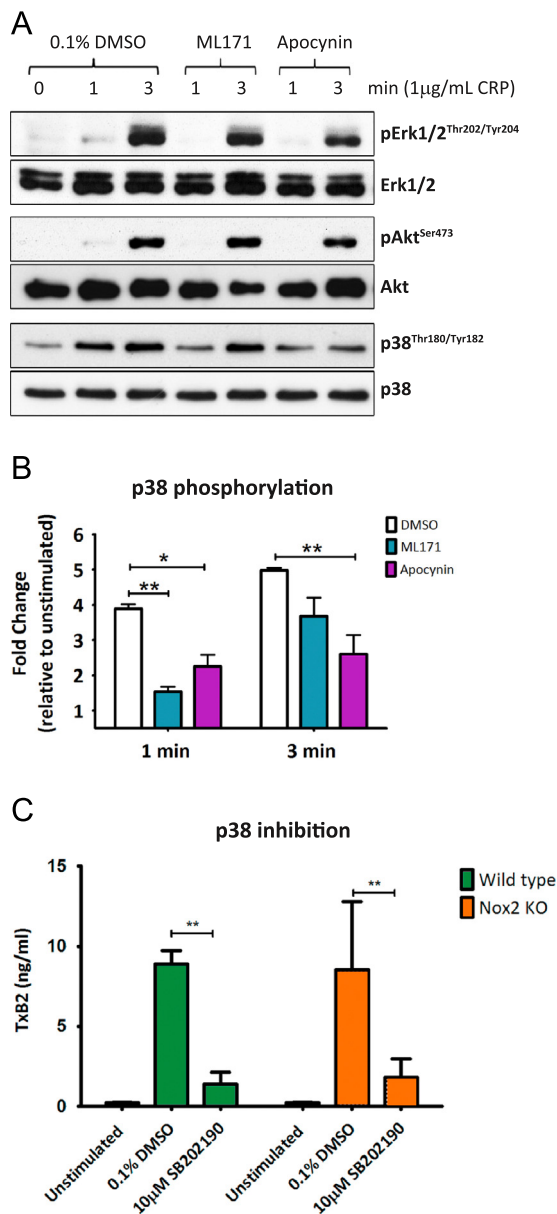 A
0.1% DMSO ML171 Apocynin
0 1 3 1 3 1 3 min (1µg/mL CRP)
pErk1/2Thr202/Tyr204
Erk1/2
pAktSer473
Akt
p38Thr180/Tyr182
p38
B
p38 phosphorylation
Fold Change
(relative to unstimulated)
6
5
4
3
2
1
* 
**
**
DMSO
ML171
Apocynin
1 min 3 min
C
p38 inhibition
TxB2 (ng/ml)
15
10
5
0
**
**
Wild type
Nox2 KO
Unstimulated
0.1% DMSO
10µM SB202190
Unstimulated
0.1% DMSO
10µM SB202190